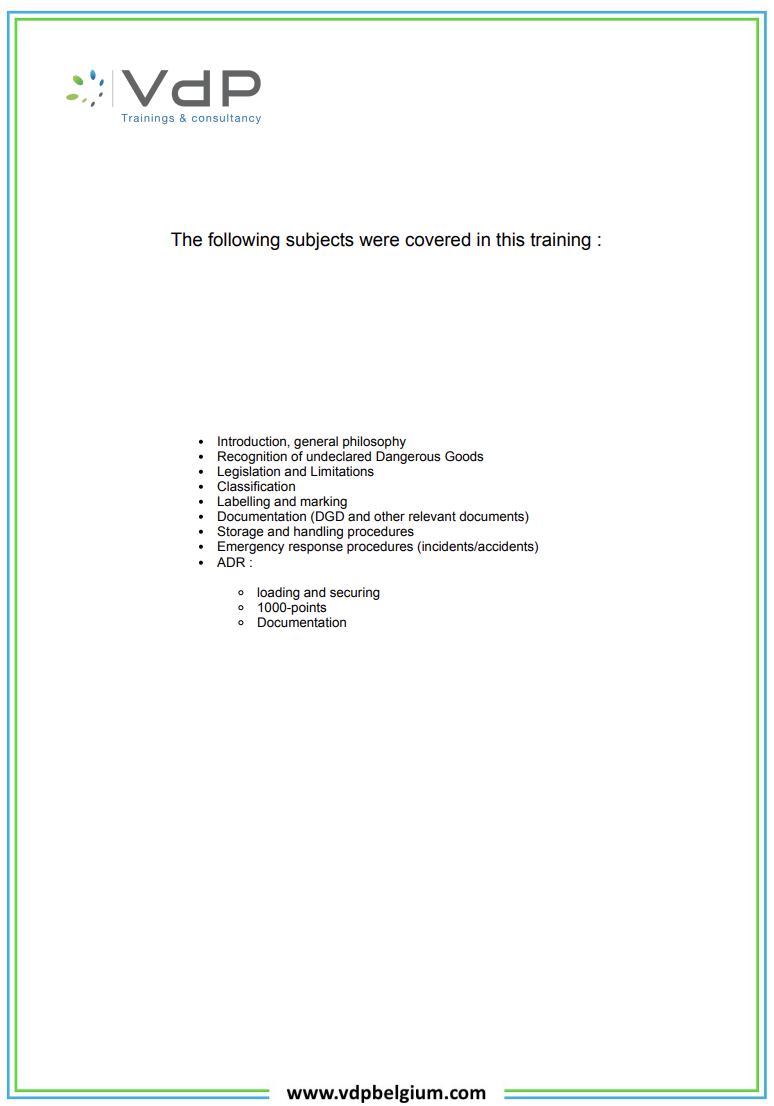 VdP
Trainings & consultancy
The following subjects were covered in this training :
• Introduction, general philosophy
• Recognition of undeclared Dangerous Goods
• Legislation and Limitations
• Classification
• Labelling and marking
• Documentation (DGD and other relevant documents)
• Storage and handling procedures
• Emergency response procedures (incidents/accidents)
• ADR :
○ loading and securing
○ 1000-points
○ Documentation
www.vdpbelgium.com